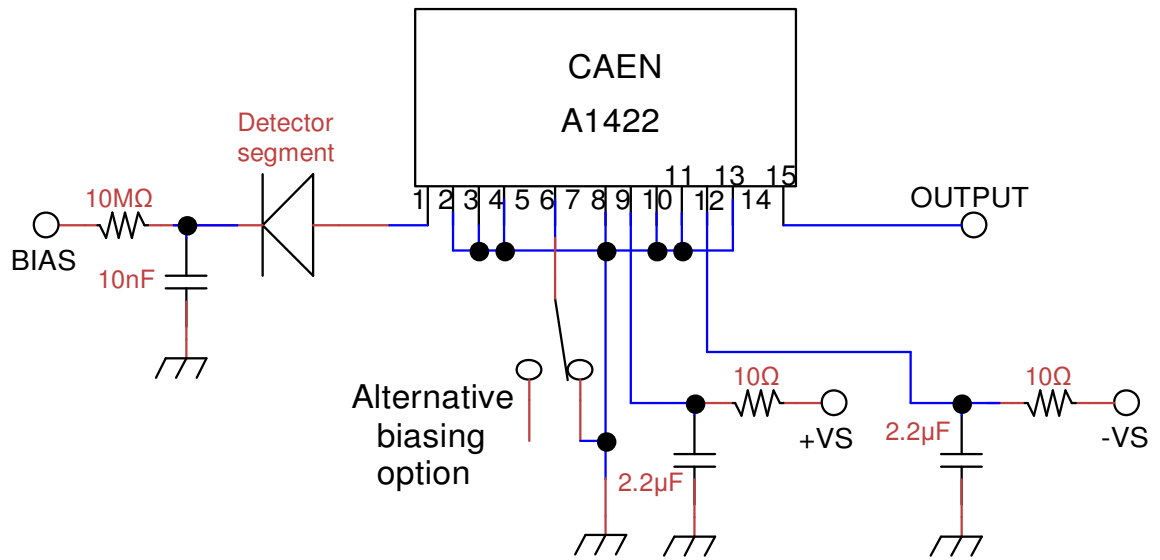 CAEN
A1422
Detector
segment
11 13 15
1 2 3 4 5 6 7 8 9 10 12 14
10MΩ
OUTPUT
BIAS
10nF
10Ω
10Ω
Alternative
biasing
option
+VS
2.2µF
-VS
2.2µF